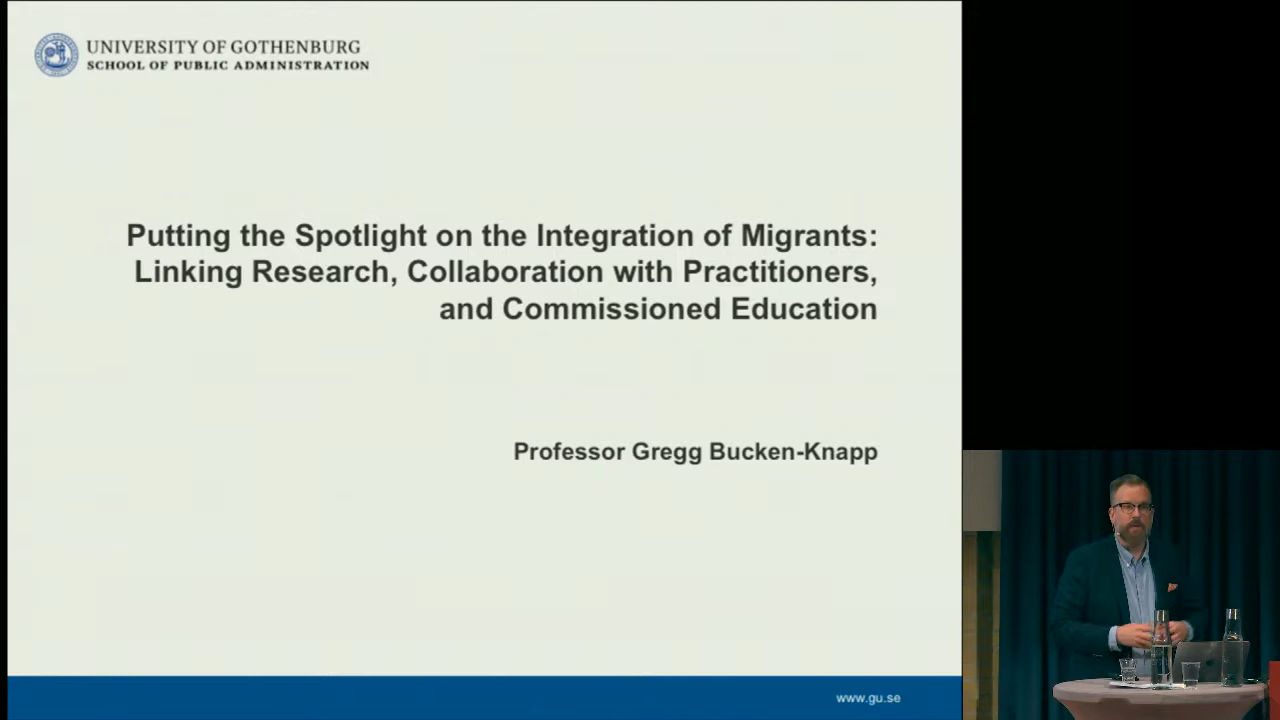 UNIVERSITY OF GOTHENBURG
SCHOOL OF PUBLIC ADMINISTRATION
Putting the Spotlight on the Integration of Migrants:
Linking Research, Collaboration with Practitioners,
and Commissioned Education
Professor Gregg Bucken-Knapp
www.gu.se